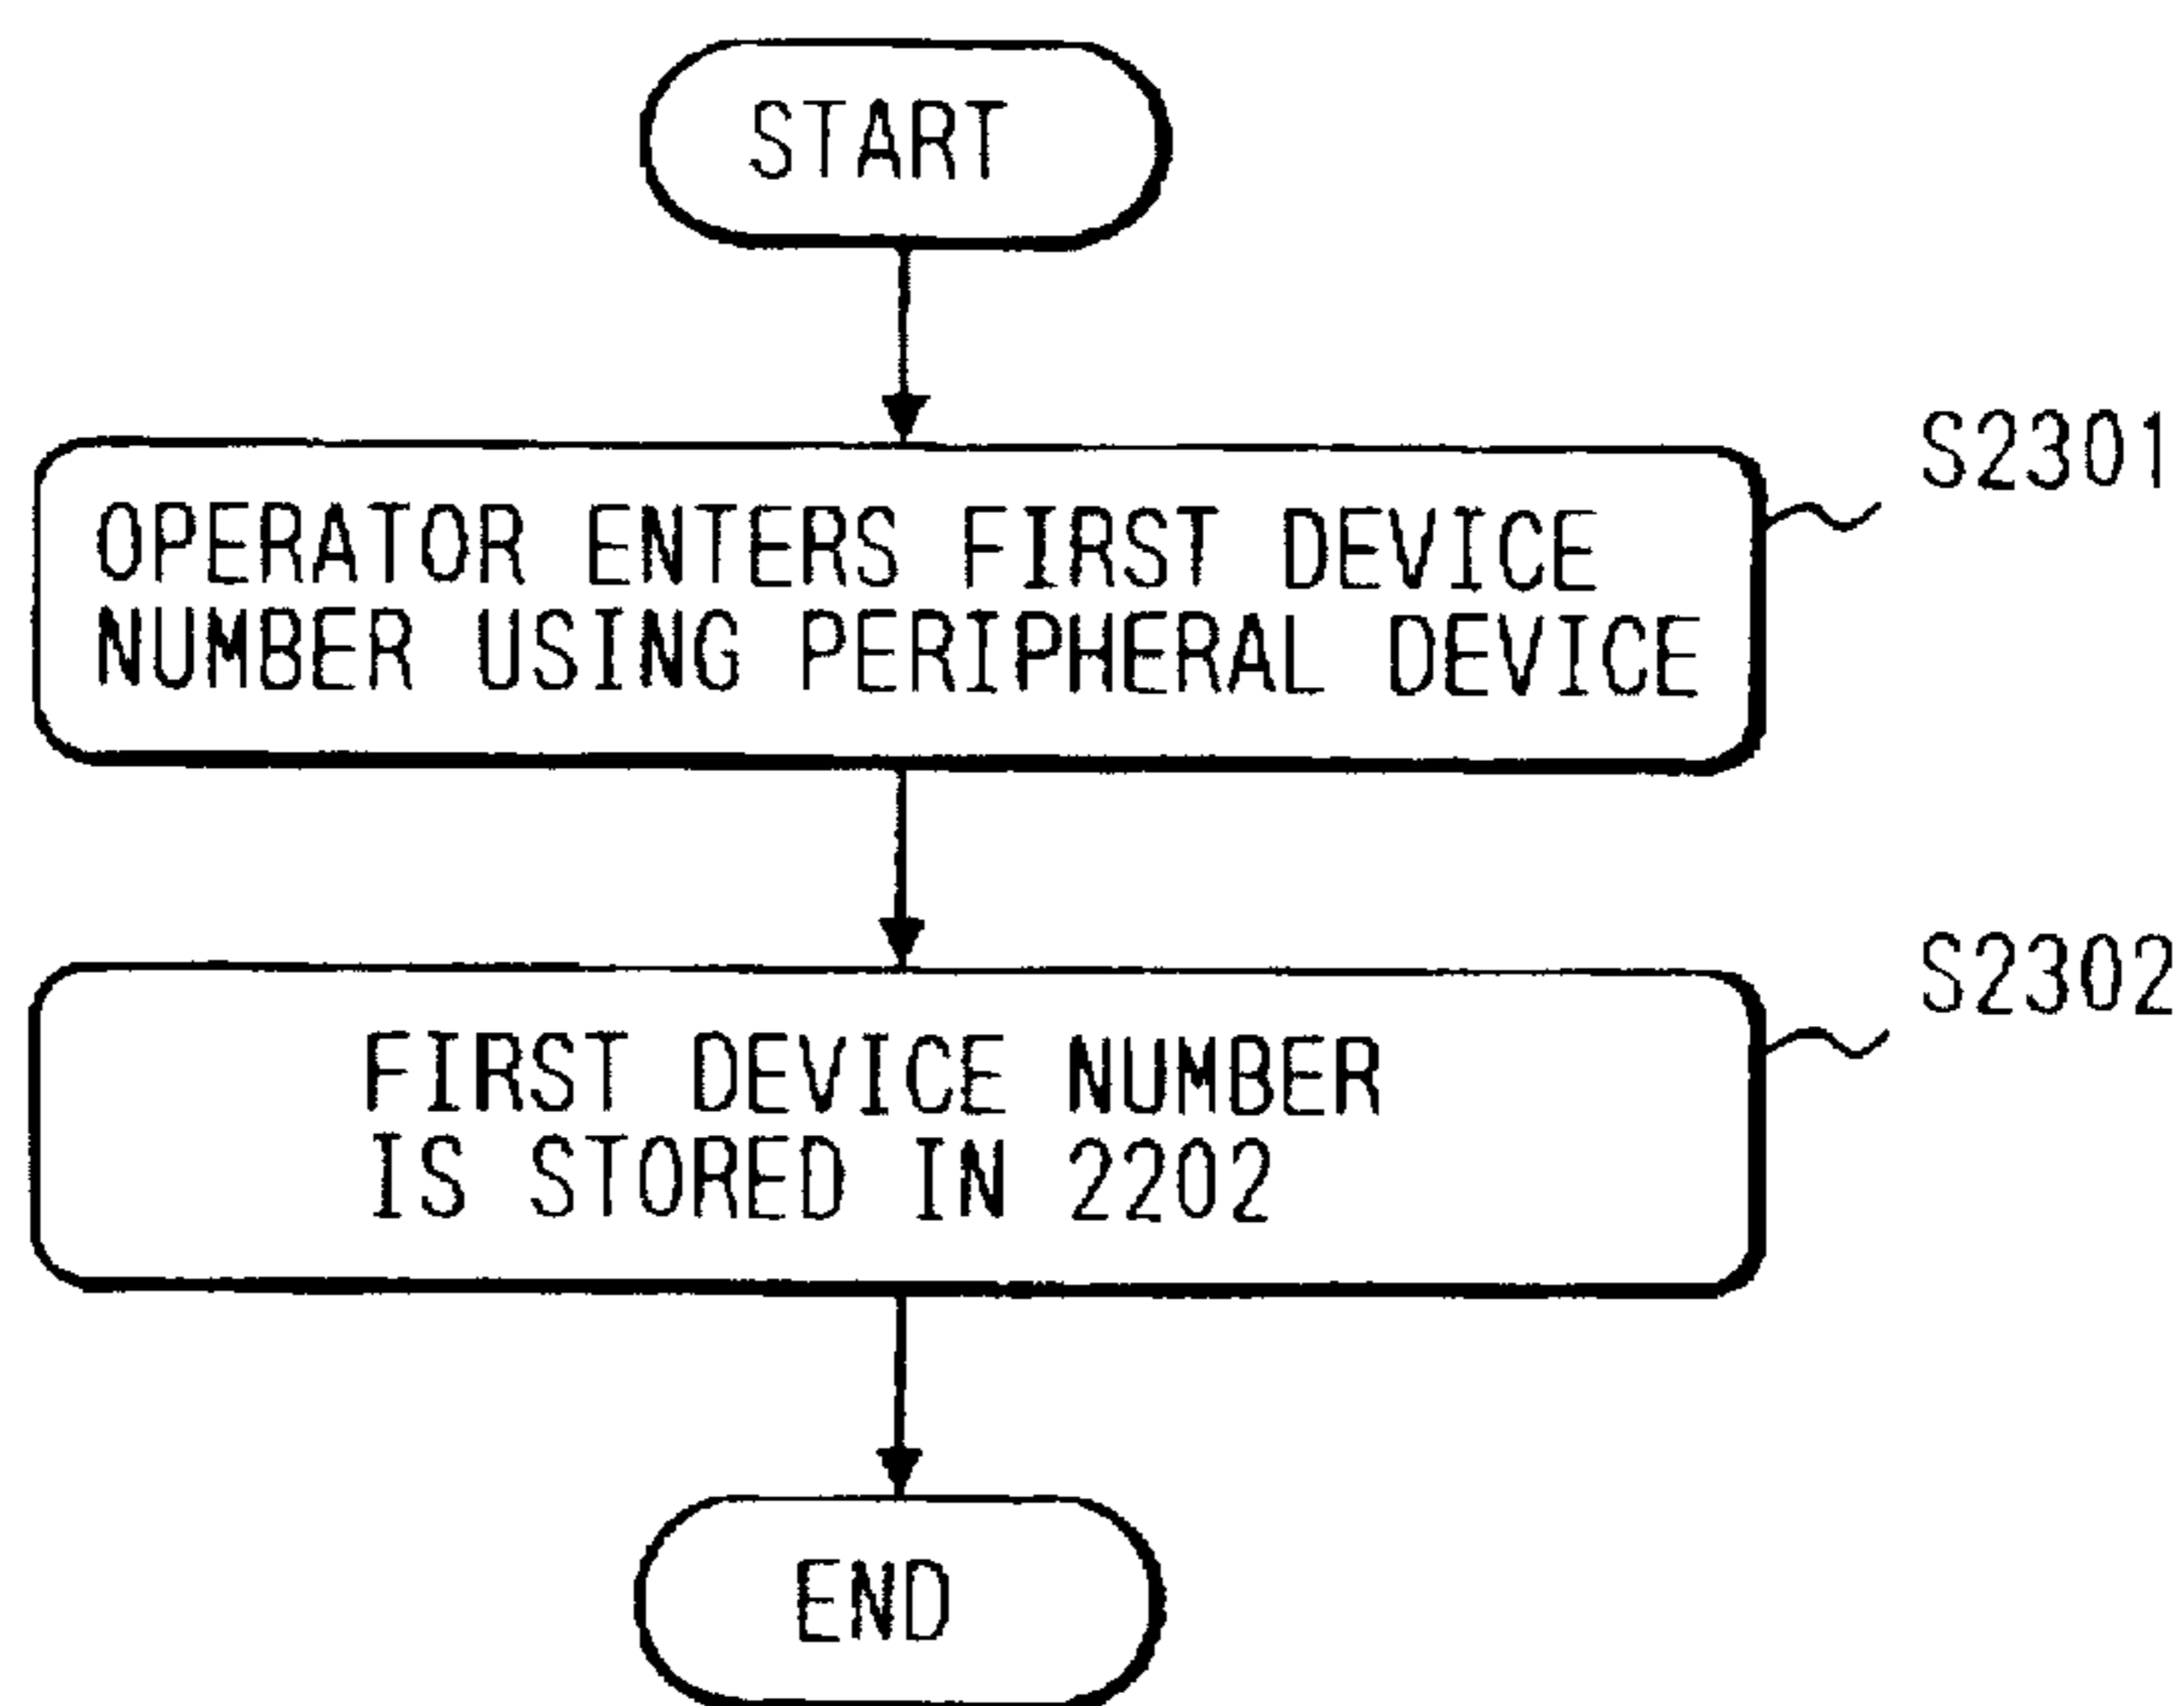 START
S2301
OPERATOR ENTERS FIRST DEVICE
NUMBER USING PERIPHERAL DEVICE
S2302
FIRST DEVICE NUMBER
IS STORED IN 2202
END